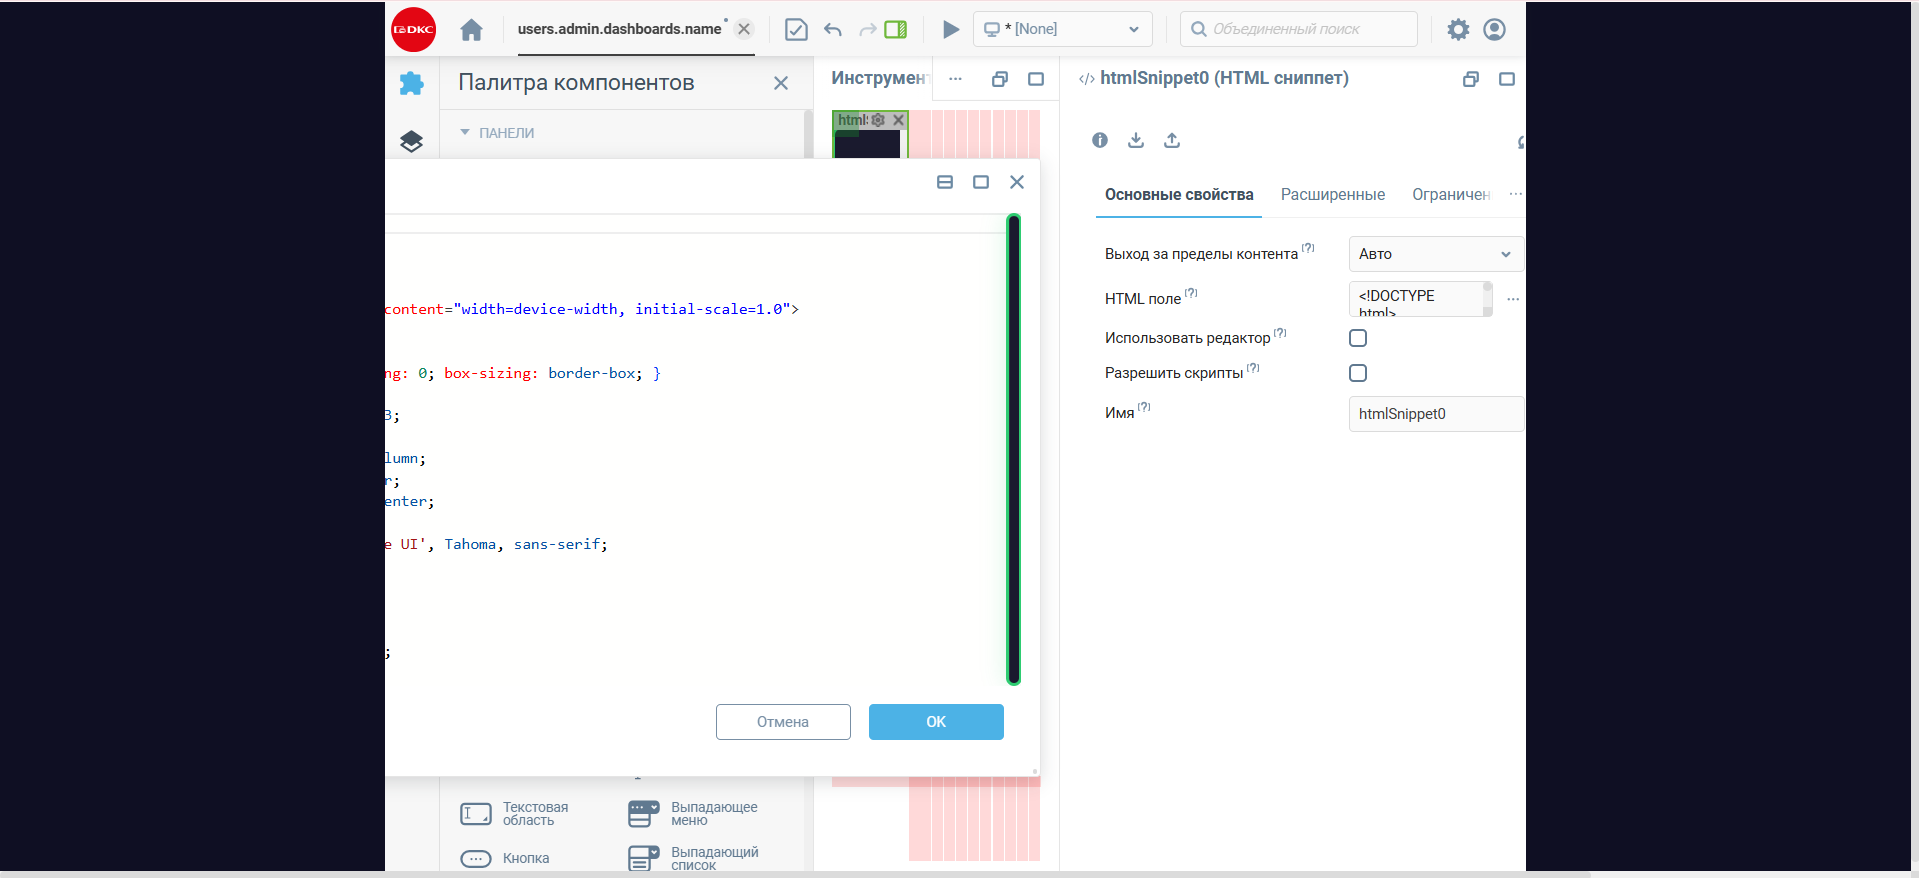 DKC
users.admin.dashboards.name
* [None]
Объединенный поиск
Палитра компонентов
ПАНЕЛИ
Инструмен
htmlSnippet0 (HTML сниппет)
Основные свойства
Расширенные
Ограничен
Выход за пределы контента [?]
Авто
HTML поле [?]
<!DOCTYPE
html>
Использовать редактор [?]
Разрешить скрипты [?]
Имя [?]
htmlSnippet0
content="width=device-width, initial-scale=1.0">
ng: 0; box-sizing: border-box; }
3;
lumn;
r;
enter;
e UI', Tahoma, sans-serif;
;
Отмена
OK
Текстовая
область
Выпадающее
меню
Кнопка
Выпадающий
список